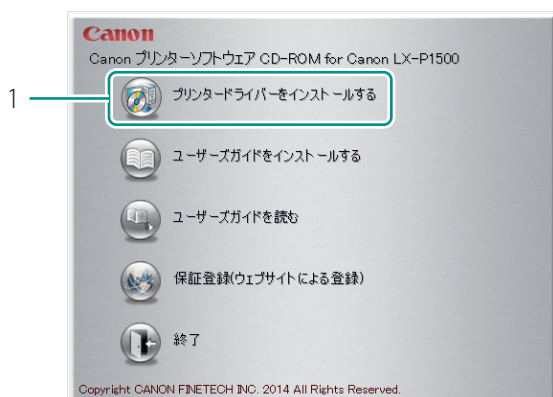 Canon
Canon プリンターソフトウェア CD-ROM for Canon LX-P1500
1
プリンタードライバーをインストールする
ユーザーズガイドをインストールする
ユーザーズガイドを読む
保証登録(ウェブサイトによる登録)
終了
Copyright CANON FINETECH INC. 2014 All Rights Reserved.